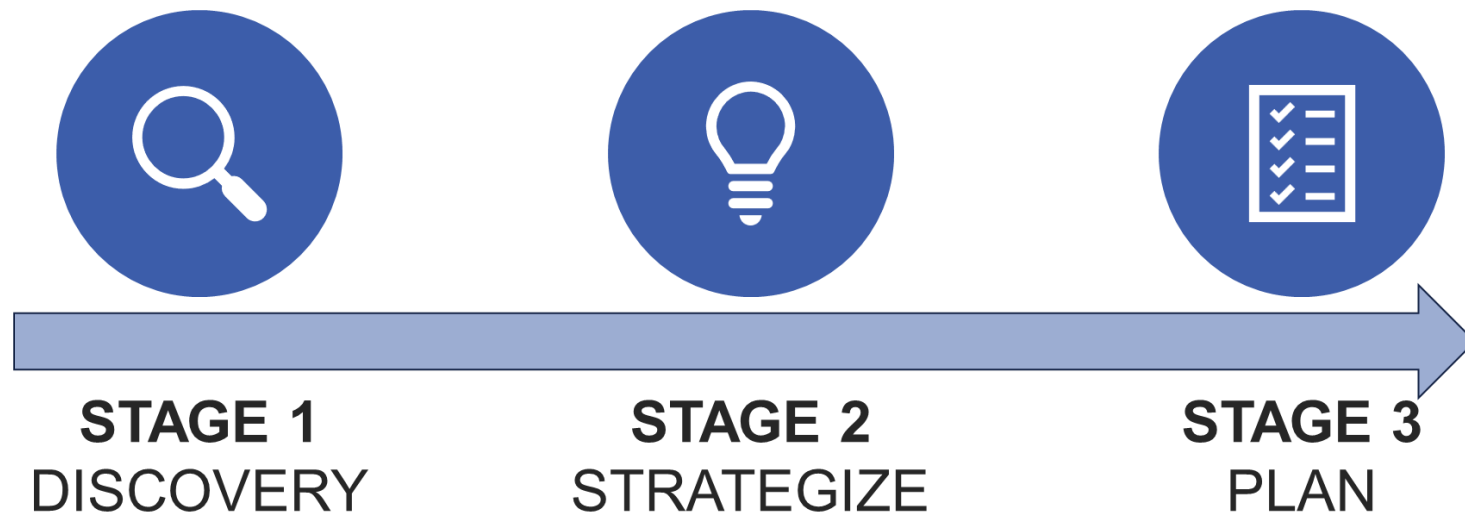 STAGE 1
DISCOVERY
STAGE 2
STRATEGIZE
STAGE 3
PLAN